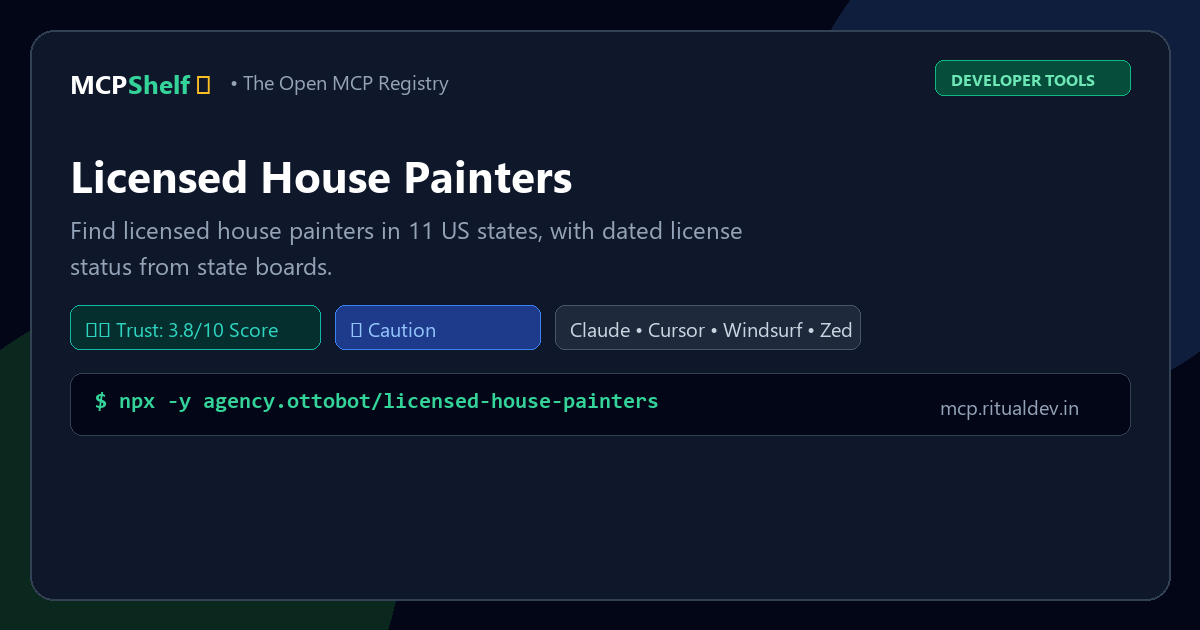 MCPShelf • The Open MCP Registry
DEVELOPER TOOLS
Licensed House Painters
Find licensed house painters in 11 US states, with dated license
status from state boards.
Trust: 3.8/10 Score
Caution
Claude • Cursor • Windsurf • Zed
$ npx -y agency.ottobot/licensed-house-painters
mcp.ritualdev.in